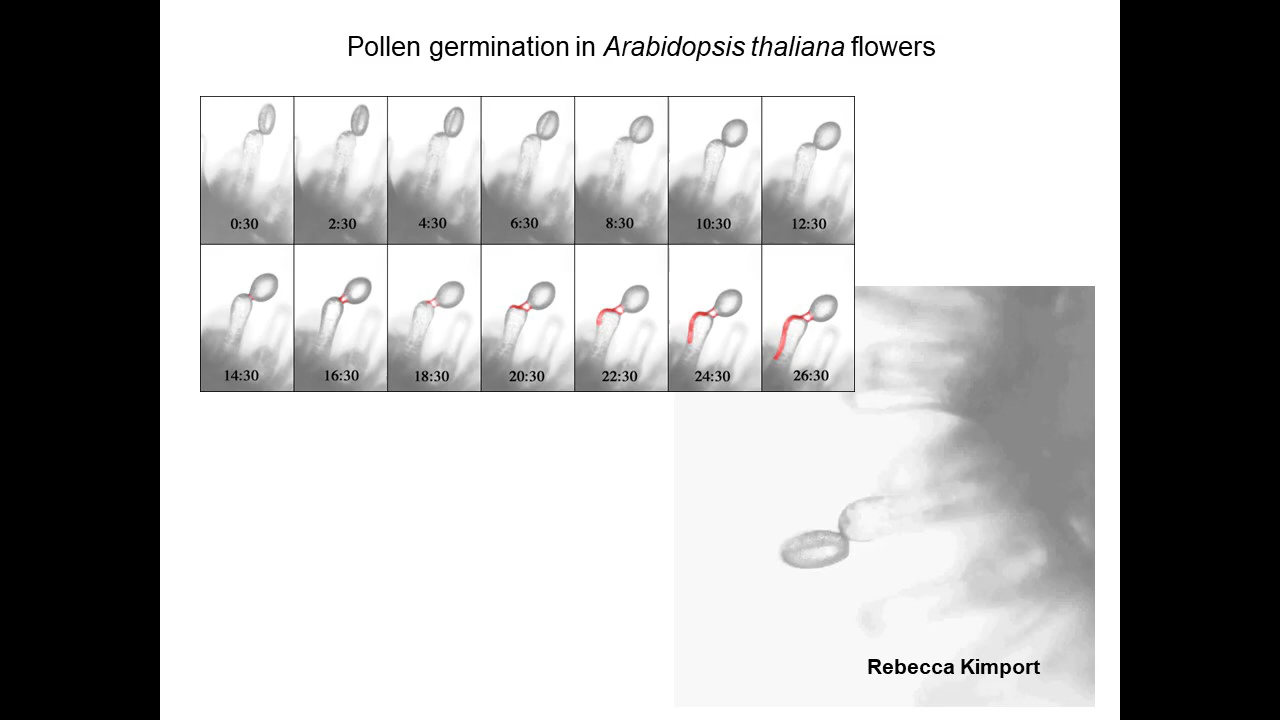 Pollen germination in Arabidopsis thaliana flowers
0:30 2:30 4:30 6:30 8:30 10:30 12:30
14:30 16:30 18:30 20:30 22:30 24:30 26:30
Rebecca Kimport